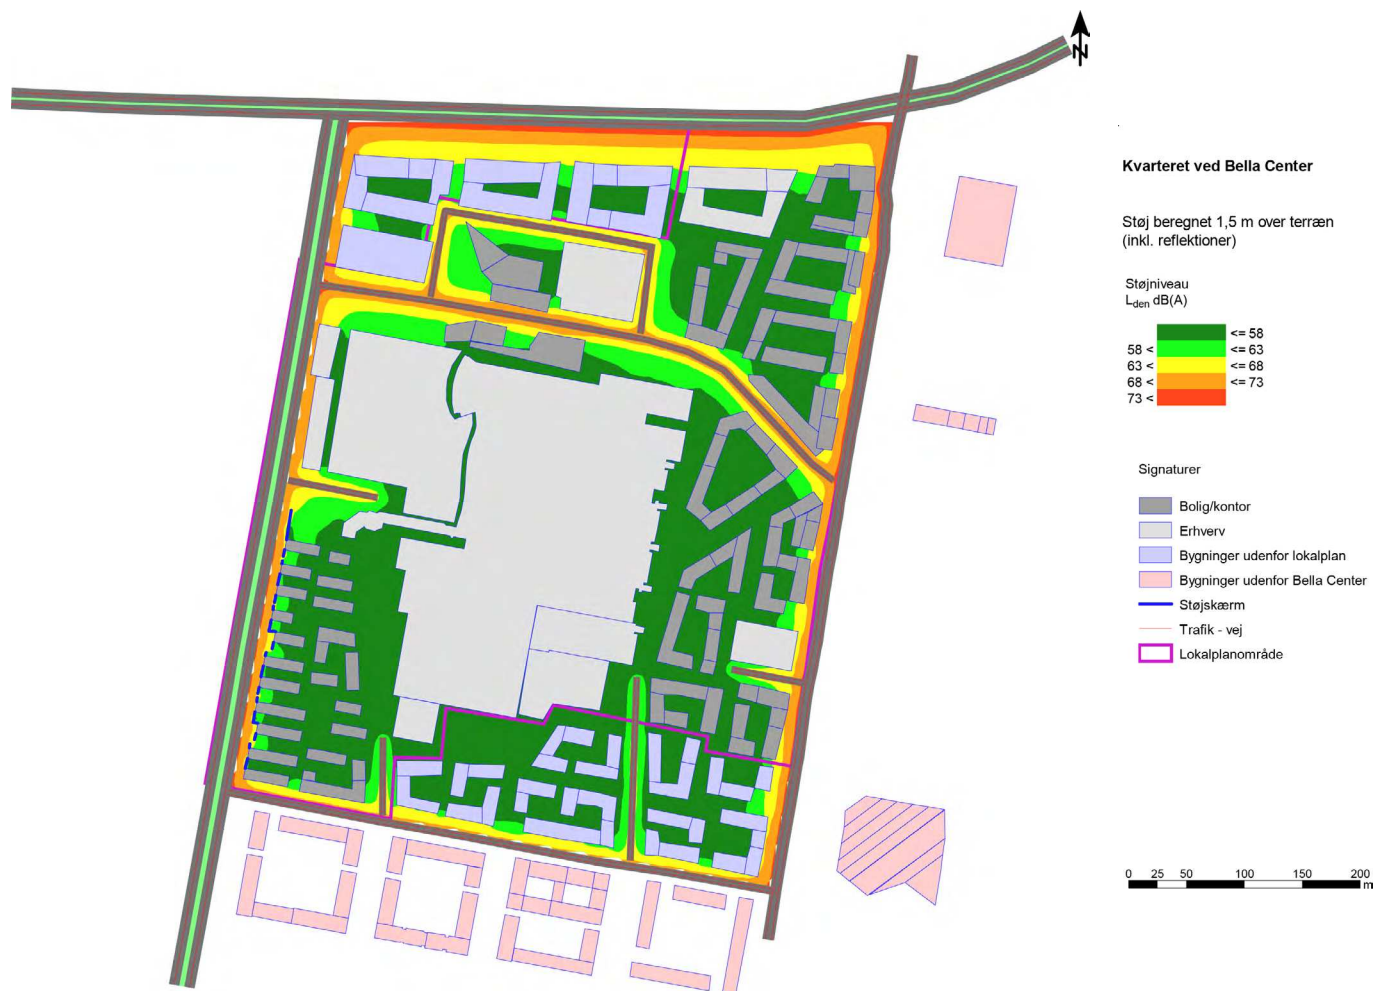 N
Kvarteret ved Bella Center
Støj beregnet 1,5 m over terræn
(inkl. reflektioner)
Støjniveau
Lden dB(A)
<= 58
58 < <= 63
63 < <= 68
68 < <= 73
73 <
Signaturer
Bolig/kontor
Erhverv
Bygninger udenfor lokalplan
Bygninger udenfor Bella Center
Støjskærm
Trafik - vej
Lokalplanområde
0 25 50 100 150 200
m